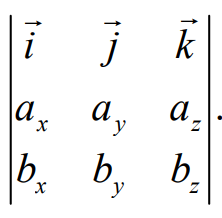 | i⃗ j⃗ k⃗ |
| a_x a_y a_z | .
| b_x b_y b_z |